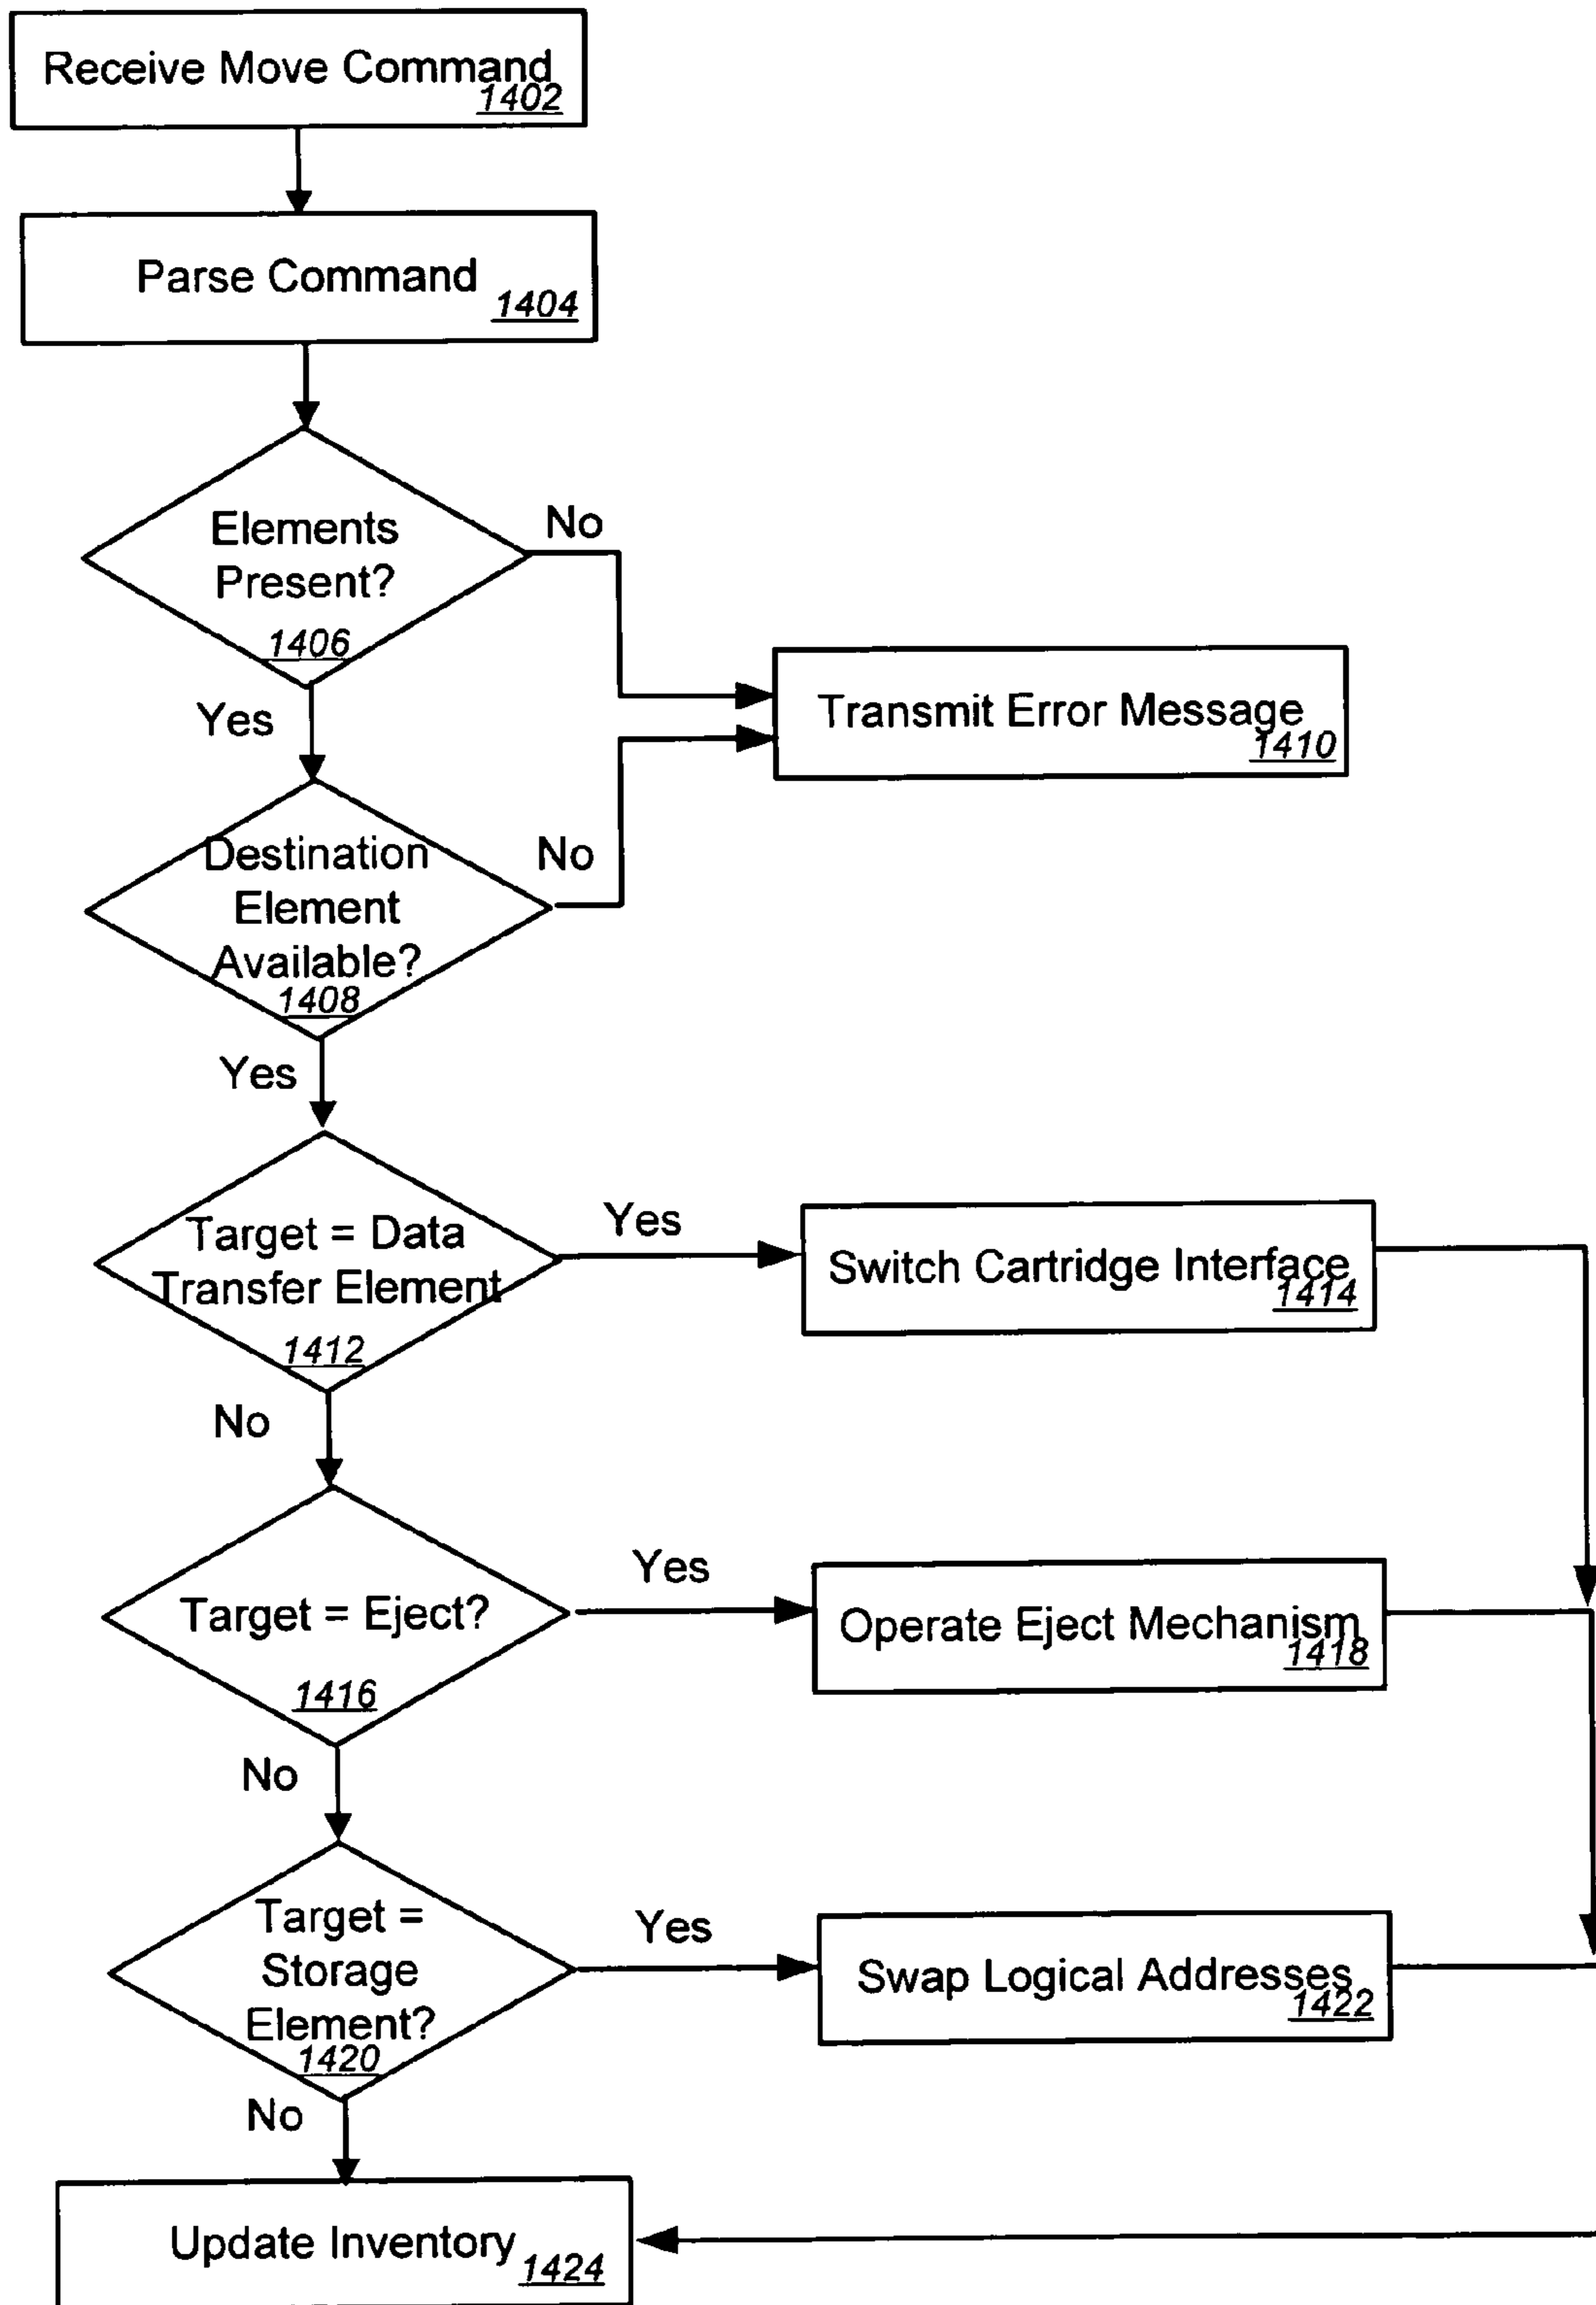 Receive Move Command
1402
Parse Command
1404
Elements
Present?
1406
No
Yes
Transmit Error Message
1410
Destination
Element
Available?
1408
No
Yes
Target = Data
Transfer Element
1412
Yes
Switch Cartridge Interface
1414
No
Target = Eject?
1416
Yes
Operate Eject Mechanism
1418
No
Target =
Storage
Element?
1420
Yes
Swap Logical Addresses
1422
No
Update Inventory
1424